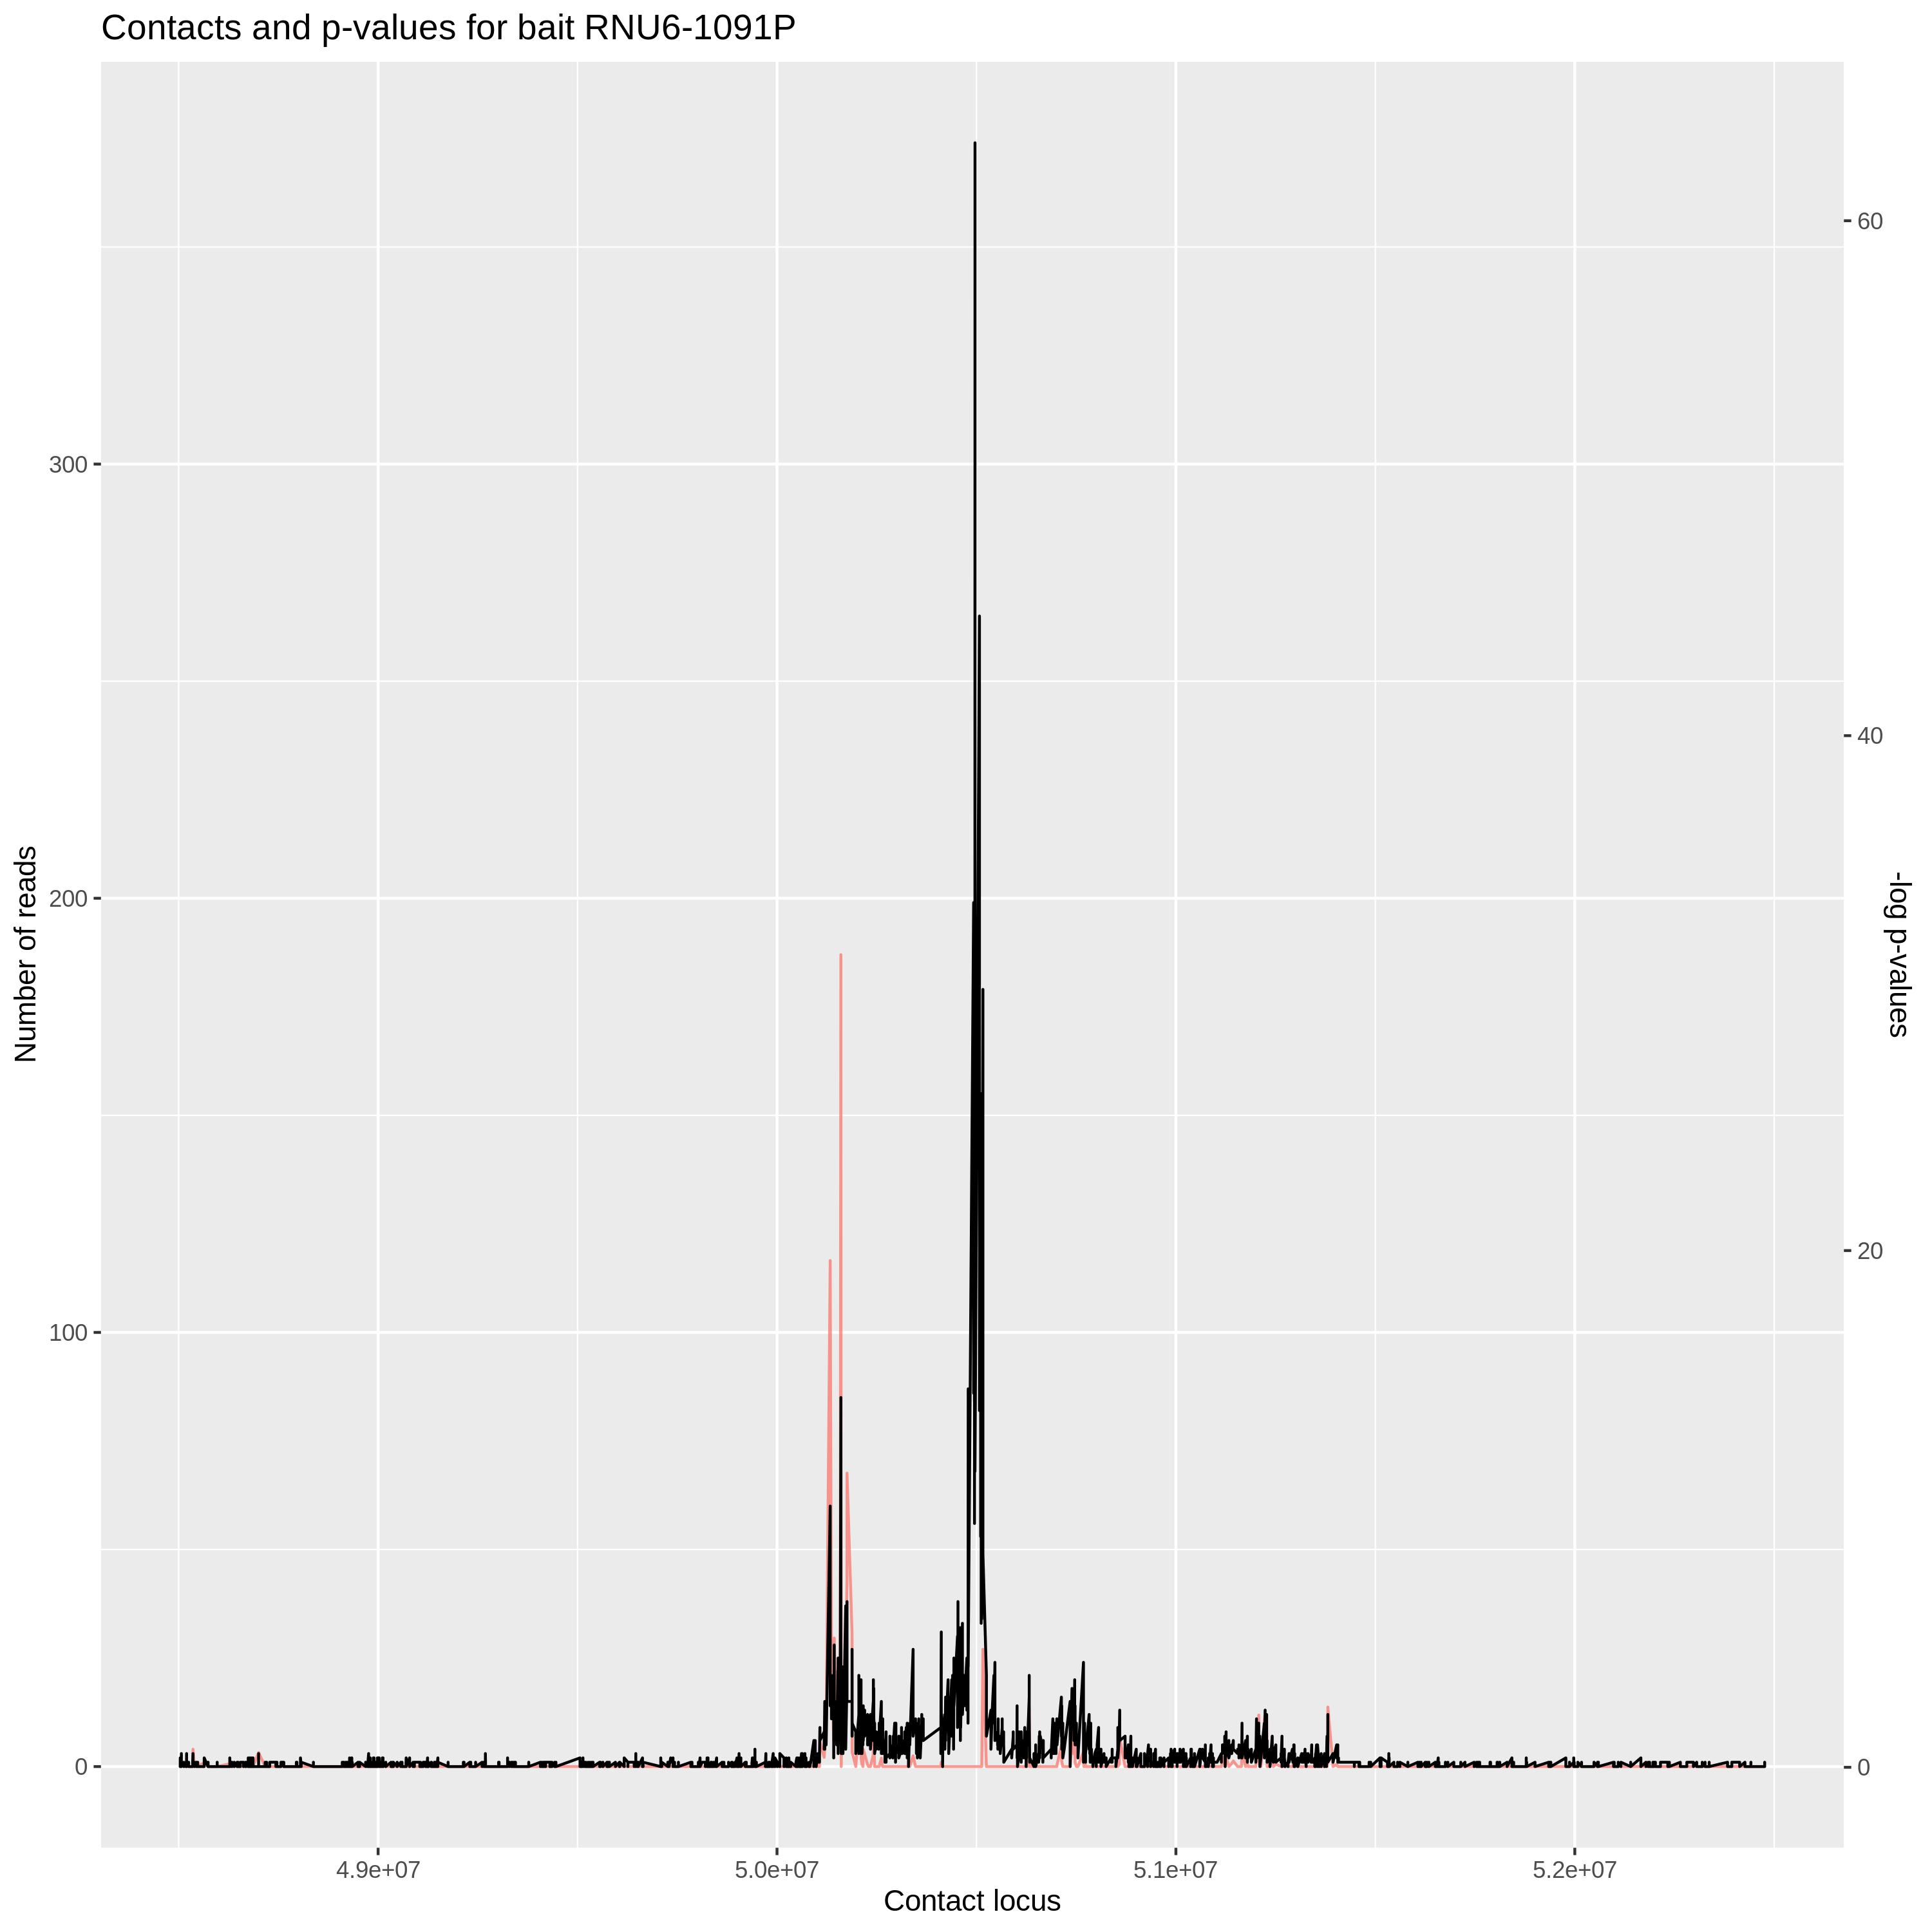 Contacts and p-values for bait RNU6-1091P
Number of reads
300
200
100
0
60
40
20
0
-log p-values
4.9e+07 5.0e+07 5.1e+07 5.2e+07
Contact locus